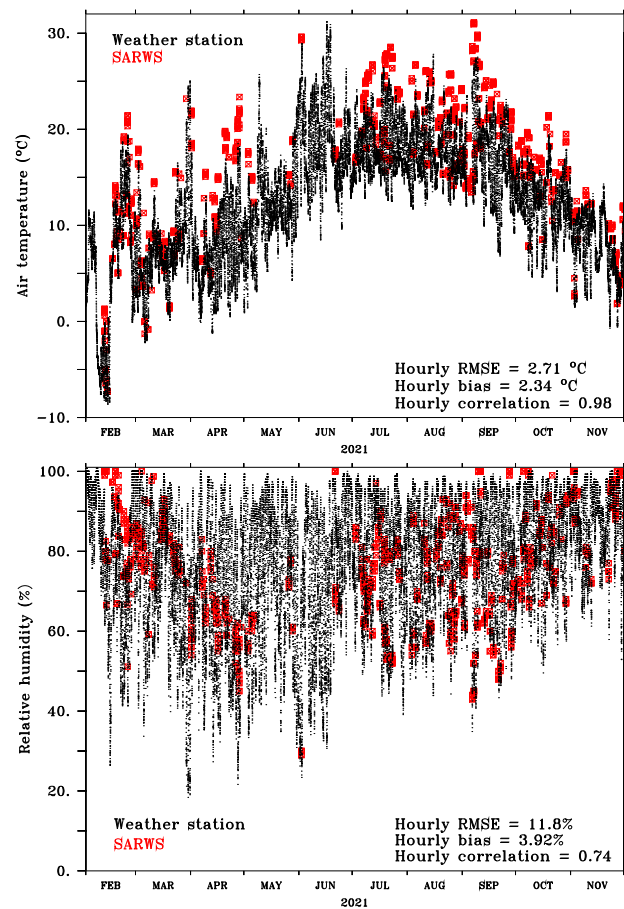 30.
20.
10.
0.
−10.
Air temperature (ºC)
Weather station
SARWS
Hourly RMSE = 2.71 ºC
Hourly bias = 2.34 ºC
Hourly correlation = 0.98
FEB MAR APR MAY JUN JUL AUG SEP OCT NOV
2021
100.
80.
60.
40.
20.
0.
Relative humidity (%)
Weather station
SARWS
Hourly RMSE = 11.8%
Hourly bias = 3.92%
Hourly correlation = 0.74
FEB MAR APR MAY JUN JUL AUG SEP OCT NOV
2021